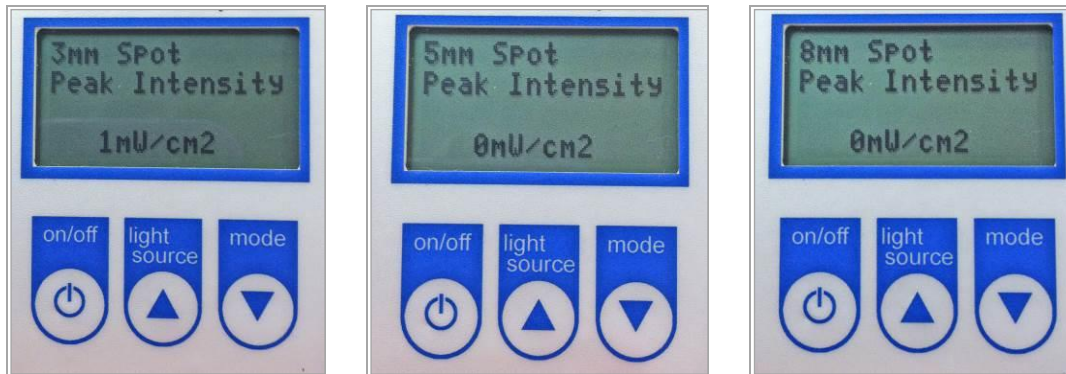 3mm Spot
Peak Intensity
1mW/cm2
on/off
light
source
mode
5mm Spot
Peak Intensity
0mW/cm2
on/off
light
source
mode
8mm Spot
Peak Intensity
0mW/cm2
on/off
light
source
mode